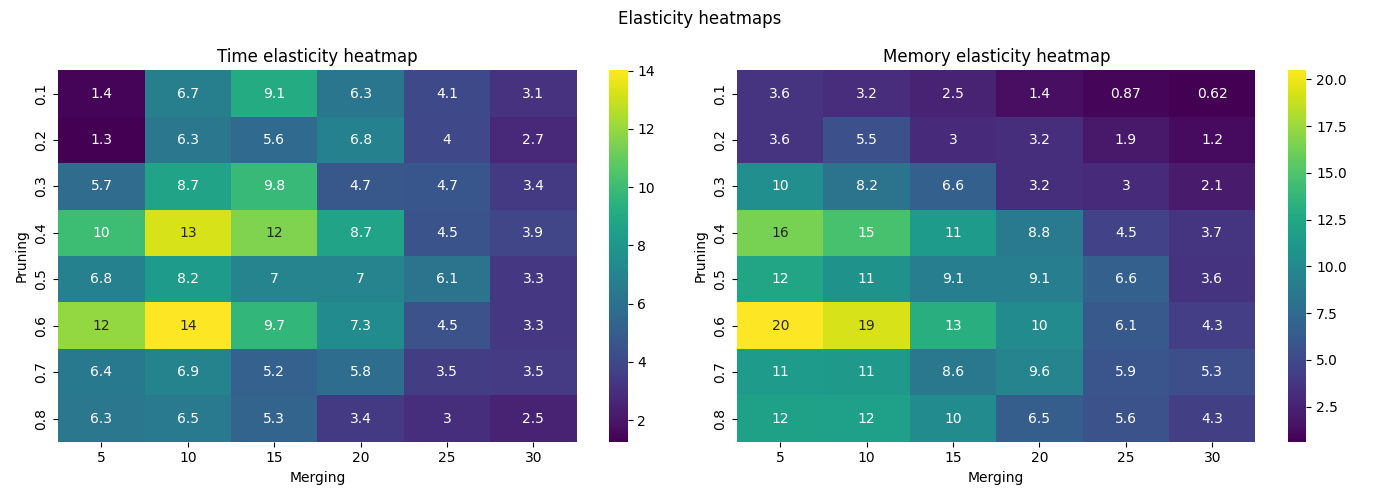 Elasticity heatmaps
Time elasticity heatmap
Pruning
0.1 1.4 6.7 9.1 6.3 4.1 3.1
0.2 1.3 6.3 5.6 6.8 4 2.7
0.3 5.7 8.7 9.8 4.7 4.7 3.4
0.4 10 13 12 8.7 4.5 3.9
0.5 6.8 8.2 7 7 6.1 3.3
0.6 12 14 9.7 7.3 4.5 3.3
0.7 6.4 6.9 5.2 5.8 3.5 3.5
0.8 6.3 6.5 5.3 3.4 3 2.5
5 10 15 20 25 30
Merging
14
12
10
8
6
4
2
Memory elasticity heatmap
Pruning
0.1 3.6 3.2 2.5 1.4 0.87 0.62
0.2 3.6 5.5 3 3.2 1.9 1.2
0.3 10 8.2 6.6 3.2 3 2.1
0.4 16 15 11 8.8 4.5 3.7
0.5 12 11 9.1 9.1 6.6 3.6
0.6 20 19 13 10 6.1 4.3
0.7 11 11 8.6 9.6 5.9 5.3
0.8 12 12 10 6.5 5.6 4.3
5 10 15 20 25 30
Merging
20.0
17.5
15.0
12.5
10.0
7.5
5.0
2.5